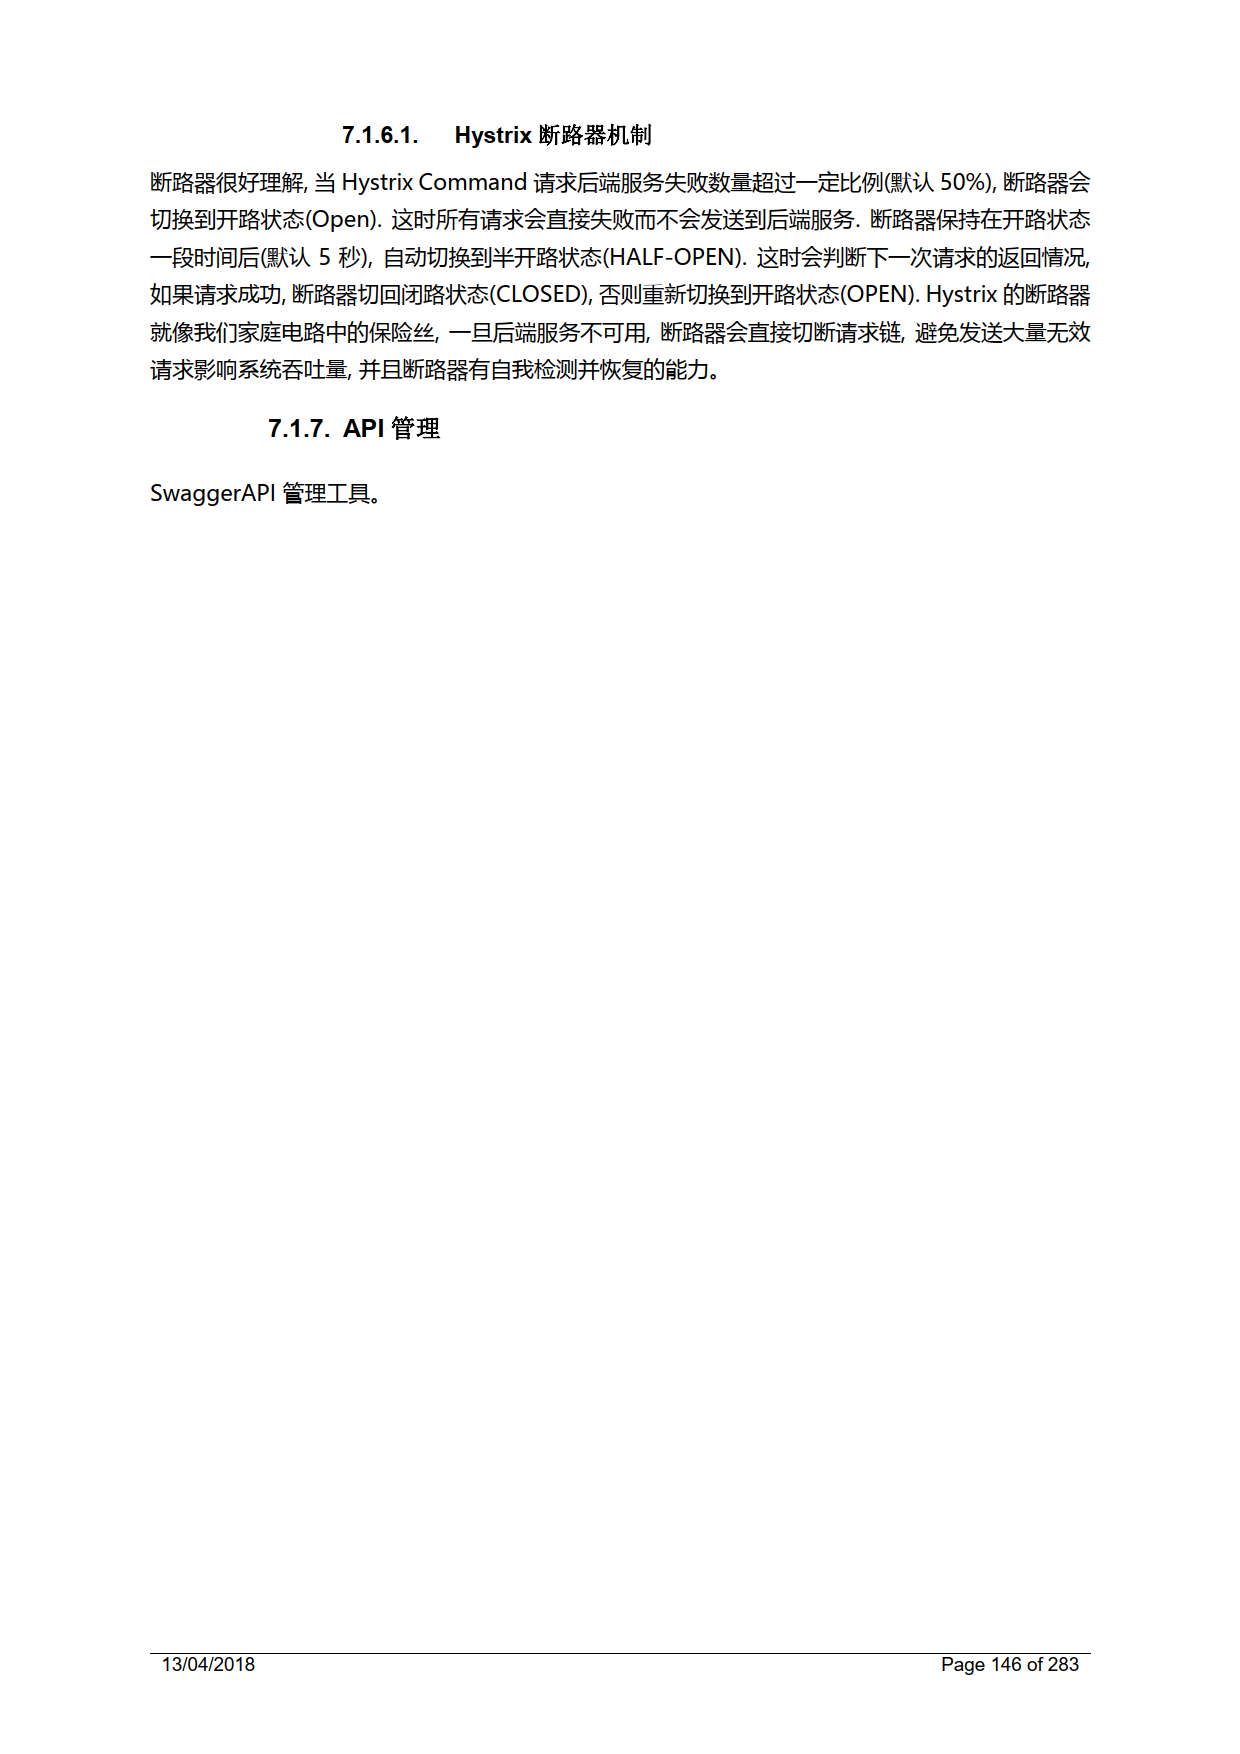 7.1.6.1. Hystrix 断路器机制
断路器很好理解, 当 Hystrix Command 请求后端服务失败数量超过一定比例(默认 50%), 断路器会
切换到开路状态(Open). 这时所有请求会直接失败而不会发送到后端服务. 断路器保持在开路状态
一段时间后(默认 5 秒), 自动切换到半开路状态(HALF-OPEN). 这时会判断下一次请求的返回情况,
如果请求成功, 断路器切回闭路状态(CLOSED), 否则重新切换到开路状态(OPEN). Hystrix 的断路器
就像我们家庭电路中的保险丝, 一旦后端服务不可用, 断路器会直接切断请求链, 避免发送大量无效
请求影响系统吞吐量, 并且断路器有自我检测并恢复的能力。
7.1.7. API 管理
SwaggerAPI 管理工具。
13/04/2018 Page 146 of 283